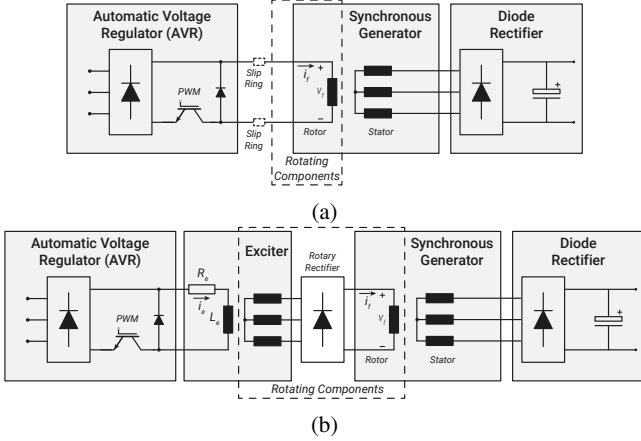 Automatic Voltage
Regulator (AVR)
Synchronous
Generator
Diode
Rectifier
PWM
Slip
Ring
Slip
Ring
i_f
+
V_f
−
Rotor
Stator
+
Rotating
Components
(a)
Automatic Voltage
Regulator (AVR)
Exciter
Rotary
Rectifier
Synchronous
Generator
Diode
Rectifier
PWM
R_e
i_e
L_e
i_f
+
V_f
−
Rotor
Stator
+
Rotating Components
(b)